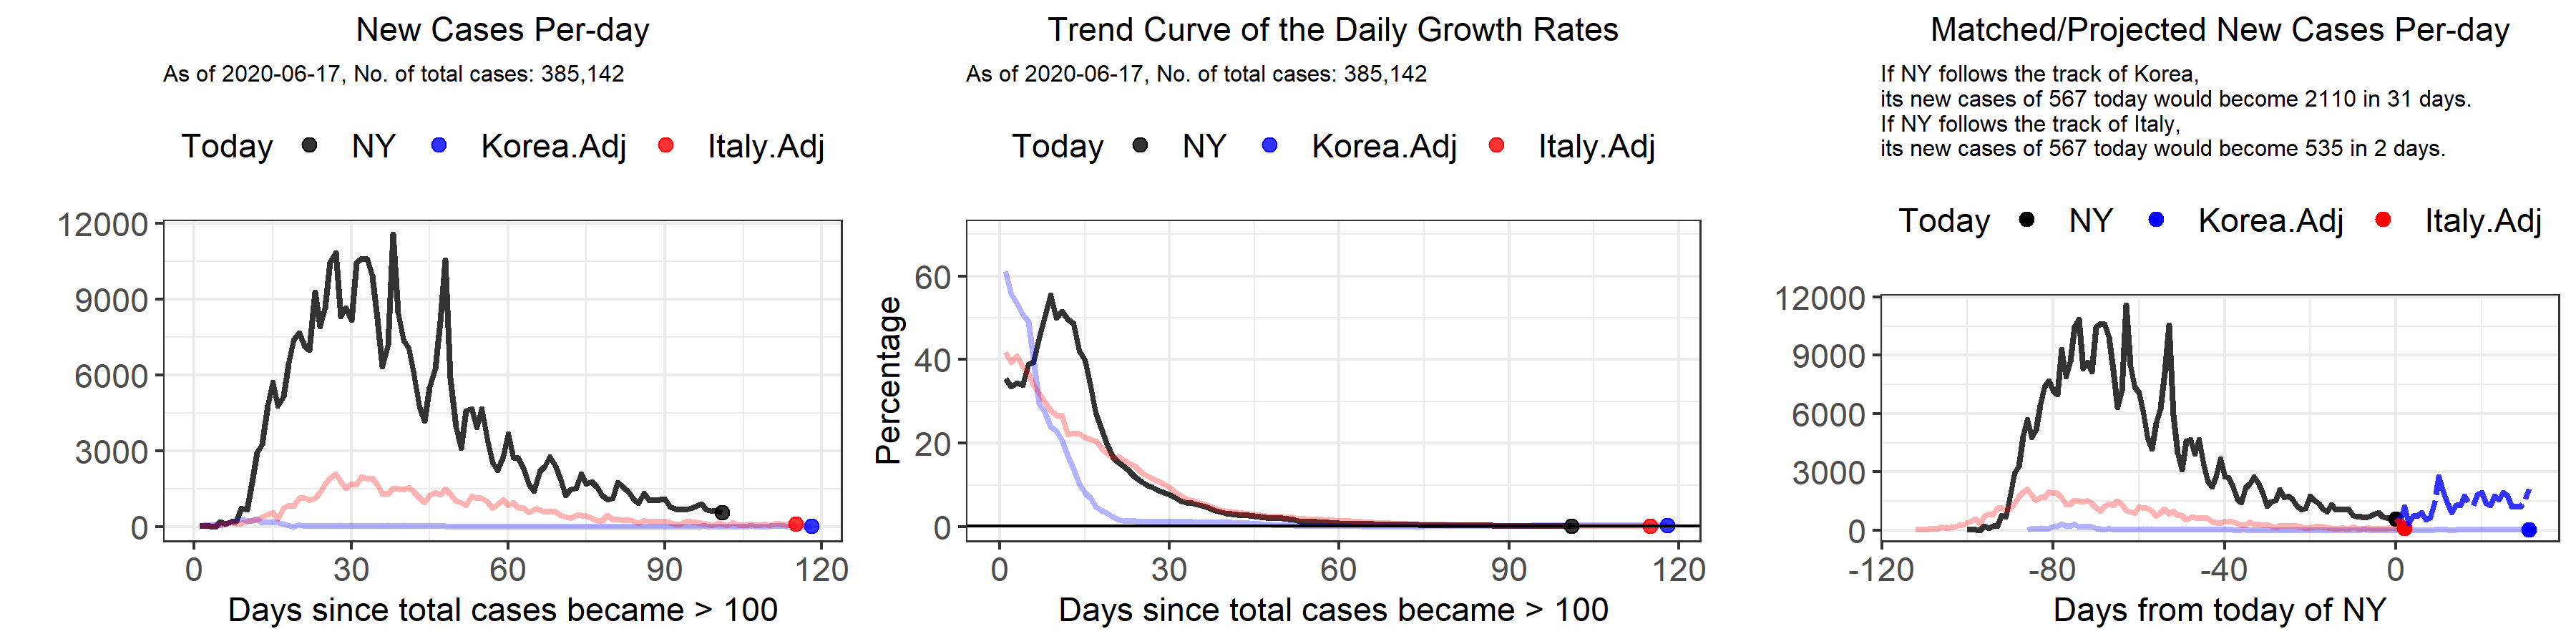 New Cases Per-day
As of 2020-06-17, No. of total cases: 385,142
Today NY Korea.Adj Italy.Adj
12000
9000
6000
3000
0
0 30 60 90 120
Days since total cases became > 100
Trend Curve of the Daily Growth Rates
As of 2020-06-17, No. of total cases: 385,142
Today NY Korea.Adj Italy.Adj
Percentage
60
40
20
0
0 30 60 90 120
Days since total cases became > 100
Matched/Projected New Cases Per-day
If NY follows the track of Korea,
its new cases of 567 today would become 2110 in 31 days.
If NY follows the track of Italy,
its new cases of 567 today would become 535 in 2 days.
Today NY Korea.Adj Italy.Adj
12000
9000
6000
3000
0
-120 -80 -40 0
Days from today of NY